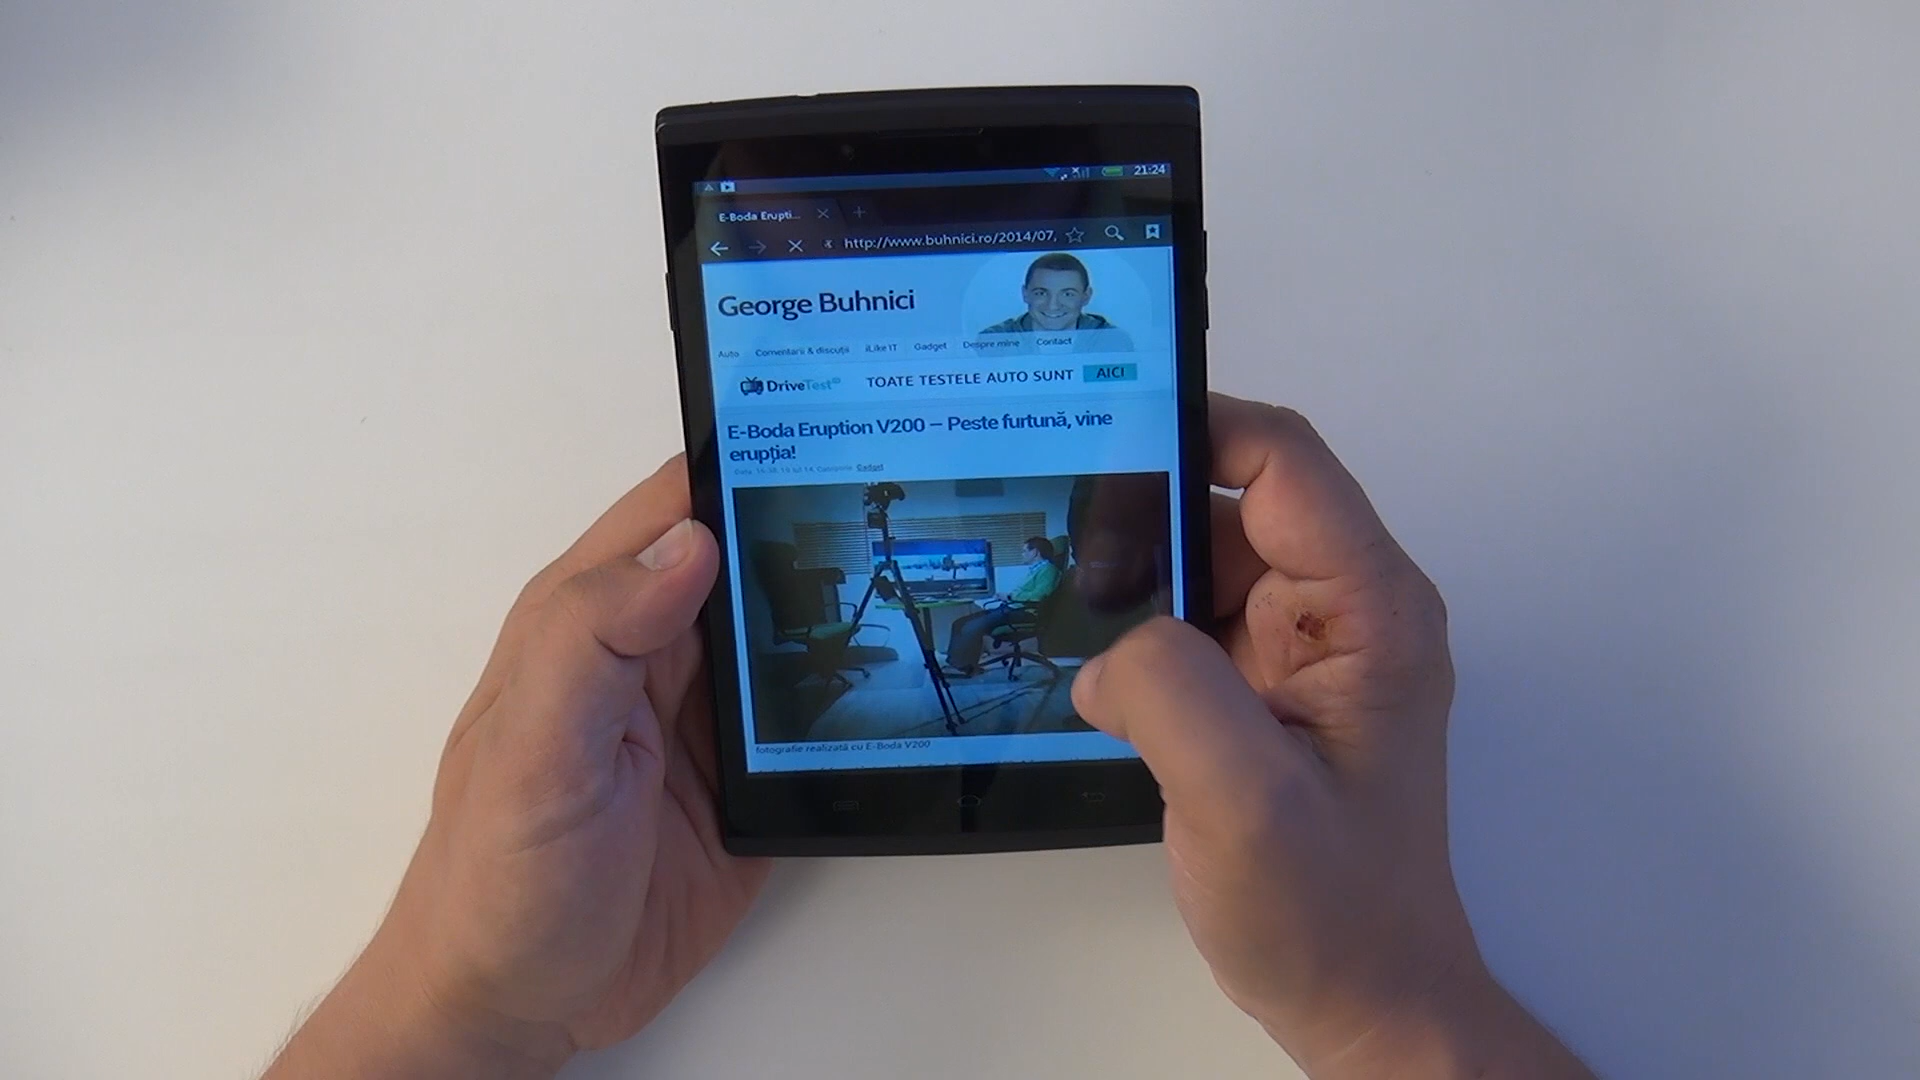 21:24
E-Boda Erupti...
http://www.buhnici.ro/2014/07,
George Buhnici
Auto Comentarii & discuții iLike IT Gadget Despre mine Contact
DriveTest TOATE TESTELE AUTO SUNT AICI
E-Boda Eruption V200 – Peste furtună, vine
erupția!
Gadget
fotografie realizată cu E-Boda V200